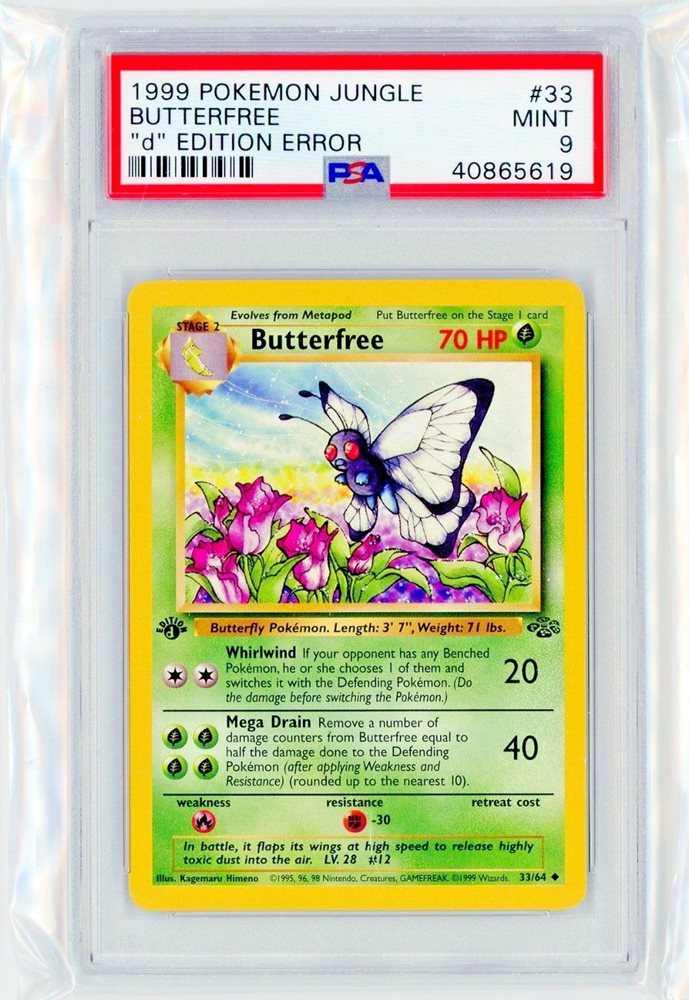 1999 POKEMON JUNGLE #33
BUTTERFREE MINT
"d" EDITION ERROR 9
PSA 40865619
Evolves from Metapod Put Butterfree on the Stage 1 card
STAGE 2
Butterfree 70 HP
EDITION
d
Butterfly Pokémon. Length: 3' 7", Weight: 71 lbs.
Whirlwind If your opponent has any Benched
Pokémon, he or she chooses 1 of them and
switches it with the Defending Pokémon. (Do
the damage before switching the Pokémon.)
20
Mega Drain Remove a number of
damage counters from Butterfree equal to
half the damage done to the Defending
Pokémon (after applying Weakness and
Resistance) (rounded up to the nearest 10).
40
weakness resistance retreat cost
-30
In battle, it flaps its wings at high speed to release highly
toxic dust into the air. LV. 28 #12
Illus. Kagemaru Himeno ©1995, 96, 98 Nintendo, Creatures, GAMEFREAK. ©1999 Wizards. 33/64